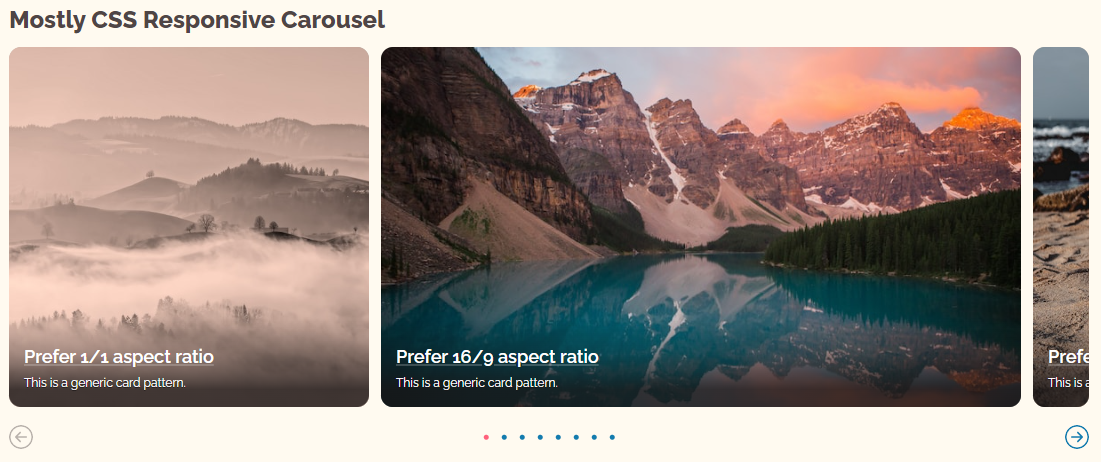 Mostly CSS Responsive Carousel
Prefer 1/1 aspect ratio
This is a generic card pattern.
Prefer 16/9 aspect ratio
This is a generic card pattern.
Prefe
This is a